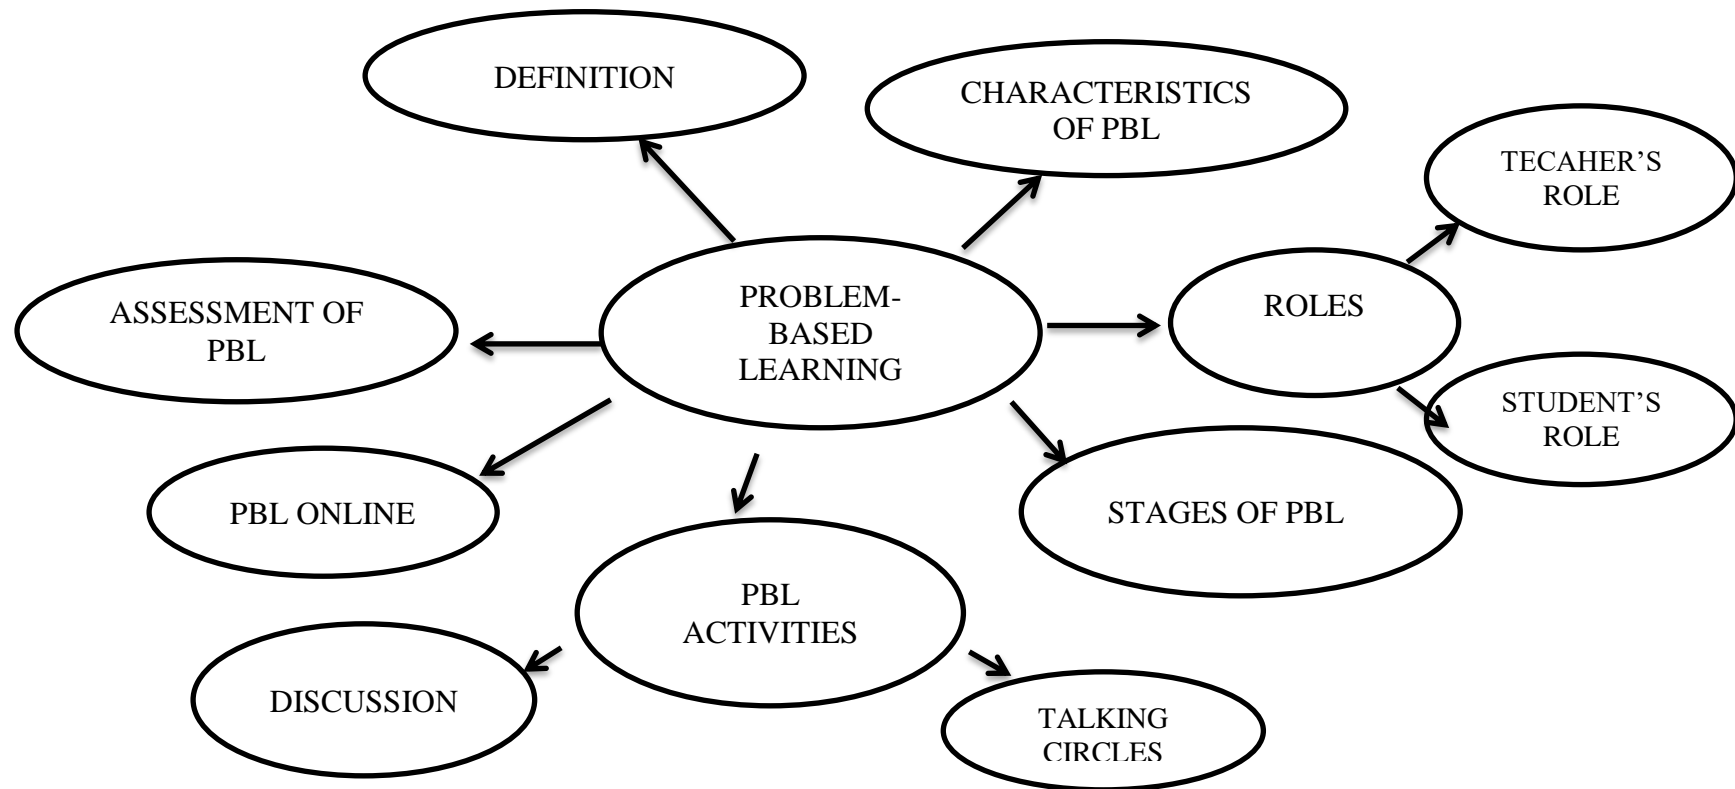 DEFINITION
CHARACTERISTICS
OF PBL
TECAHER’S
ROLE
ASSESSMENT OF
PBL
PROBLEM-
BASED
LEARNING
ROLES
STUDENT’S
ROLE
PBL ONLINE
STAGES OF PBL
PBL
ACTIVITIES
DISCUSSION
TALKING
CIRCLES